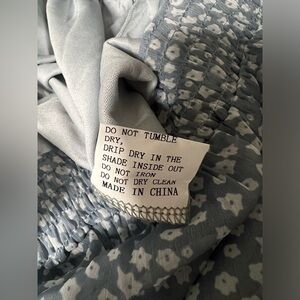 DO NOT TUMBLE
DRY,
DRIP DRY IN THE
SHADE INSIDE OUT
DO NOT IRON
DO NOT DRY CLEAN
MADE IN CHINA